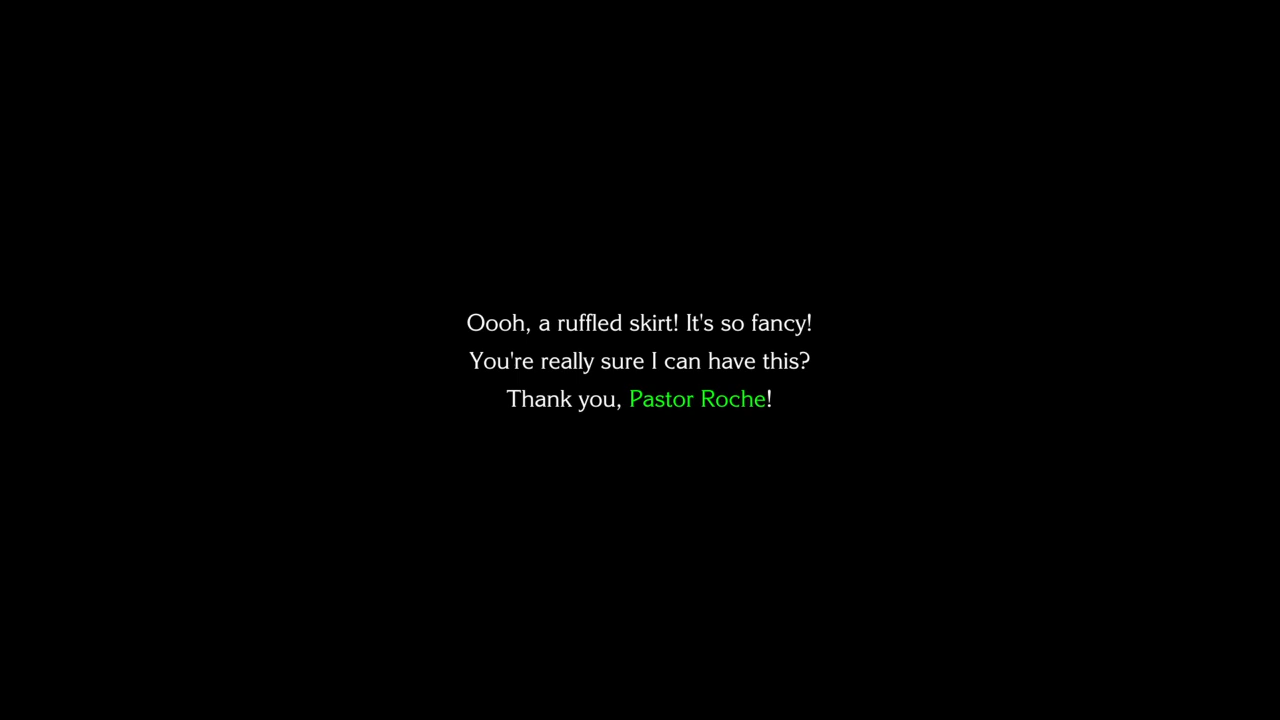 Oooh, a ruffled skirt! It's so fancy!
You're really sure I can have this?
Thank you, Pastor Roche!